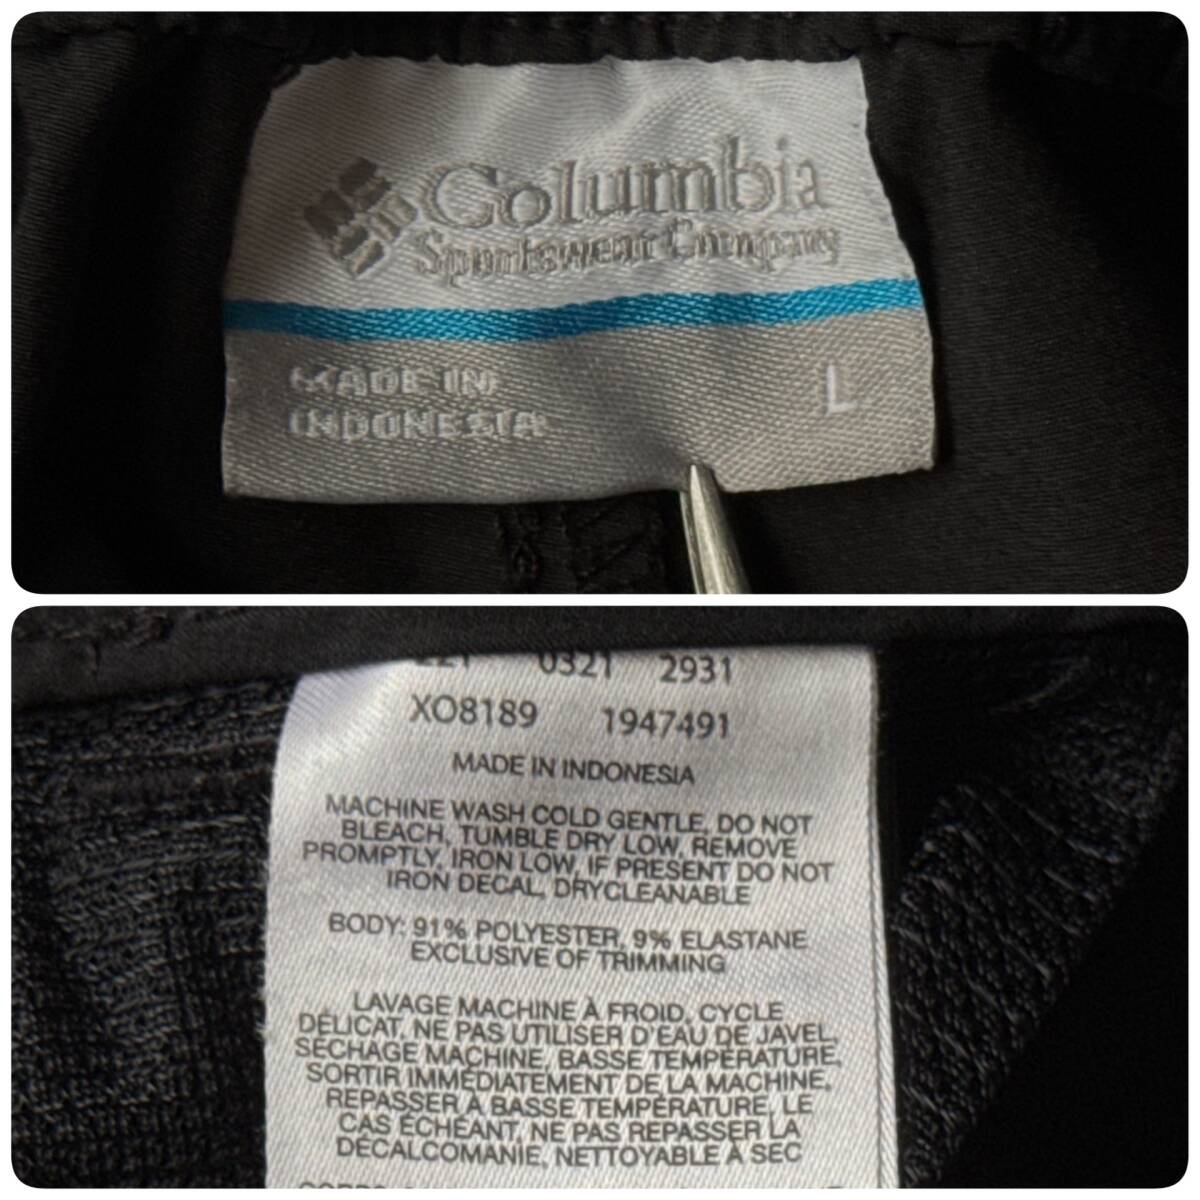 Columbia
Sportswear Company
MADE IN
INDONESIA
L
221 0321 2931
XO8189 1947491
MADE IN INDONESIA
MACHINE WASH COLD GENTLE, DO NOT
BLEACH, TUMBLE DRY LOW, REMOVE
PROMPTLY, IRON LOW, IF PRESENT DO NOT
IRON DECAL, DRYCLEANABLE
BODY: 91% POLYESTER, 9% ELASTANE
EXCLUSIVE OF TRIMMING
LAVAGE MACHINE À FROID, CYCLE
DÉLICAT, NE PAS UTILISER D'EAU DE JAVEL,
SÉCHAGE MACHINE, BASSE TEMPÉRATURE,
SORTIR IMMÉDIATEMENT DE LA MACHINE,
REPASSER À BASSE TEMPÉRATURE, LE
CAS ÉCHÉANT, NE PAS REPASSER LA
DÉCALCOMANIE, NETTOYABLE À SEC